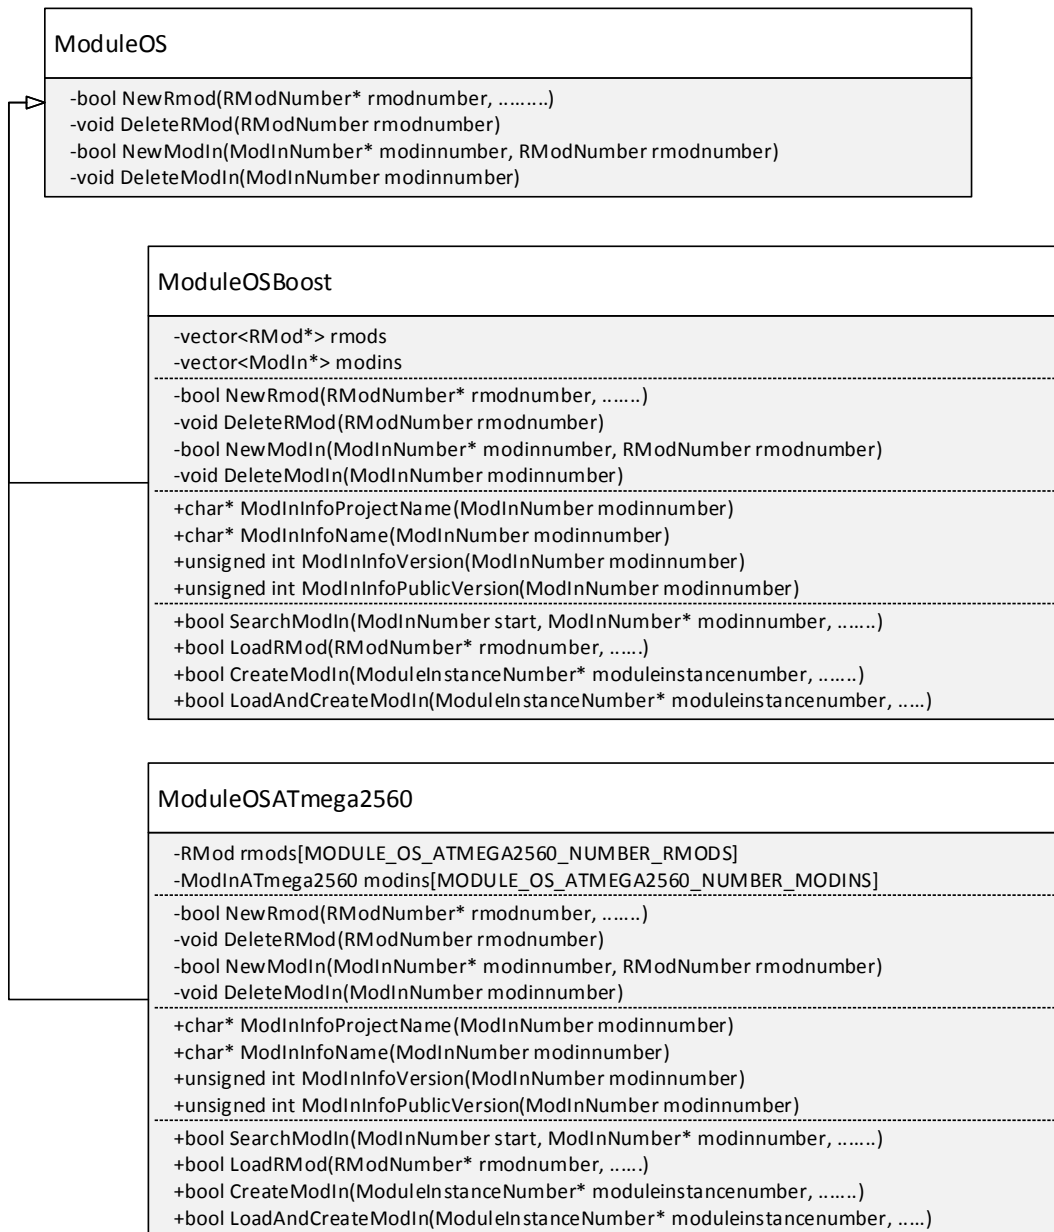 ModuleOS
-bool NewRmod(RModNumber* rmodnumber, .........)
-void DeleteRMod(RModNumber rmodnumber)
-bool NewModIn(ModInNumber* modinnumber, RModNumber rmodnumber)
-void DeleteModIn(ModInNumber modinnumber)
ModuleOSBoost
-vector<RMod*> rmods
-vector<ModIn*> modins
-bool NewRmod(RModNumber* rmodnumber, .......)
-void DeleteRMod(RModNumber rmodnumber)
-bool NewModIn(ModInNumber* modinnumber, RModNumber rmodnumber)
-void DeleteModIn(ModInNumber modinnumber)
+char* ModInInfoProjectName(ModInNumber modinnumber)
+char* ModInInfoName(ModInNumber modinnumber)
+unsigned int ModInInfoVersion(ModInNumber modinnumber)
+unsigned int ModInInfoPublicVersion(ModInNumber modinnumber)
+bool SearchModIn(ModInNumber start, ModInNumber* modinnumber, .......)
+bool LoadRMod(RModNumber* rmodnumber, ......)
+bool CreateModIn(ModuleInstanceNumber* moduleinstancenumber, .......)
+bool LoadAndCreateModIn(ModuleInstanceNumber* moduleinstancenumber, .....)
ModuleOSATmega2560
-RMod rmods[MODULE_OS_ATMEGA2560_NUMBER_RMODS]
-ModInATmega2560 modins[MODULE_OS_ATMEGA2560_NUMBER_MODINS]
-bool NewRmod(RModNumber* rmodnumber, .......)
-void DeleteRMod(RModNumber rmodnumber)
-bool NewModIn(ModInNumber* modinnumber, RModNumber rmodnumber)
-void DeleteModIn(ModInNumber modinnumber)
+char* ModInInfoProjectName(ModInNumber modinnumber)
+char* ModInInfoName(ModInNumber modinnumber)
+unsigned int ModInInfoVersion(ModInNumber modinnumber)
+unsigned int ModInInfoPublicVersion(ModInNumber modinnumber)
+bool SearchModIn(ModInNumber start, ModInNumber* modinnumber, .......)
+bool LoadRMod(RModNumber* rmodnumber, ......)
+bool CreateModIn(ModuleInstanceNumber* moduleinstancenumber, .......)
+bool LoadAndCreateModIn(ModuleInstanceNumber* moduleinstancenumber, .....)